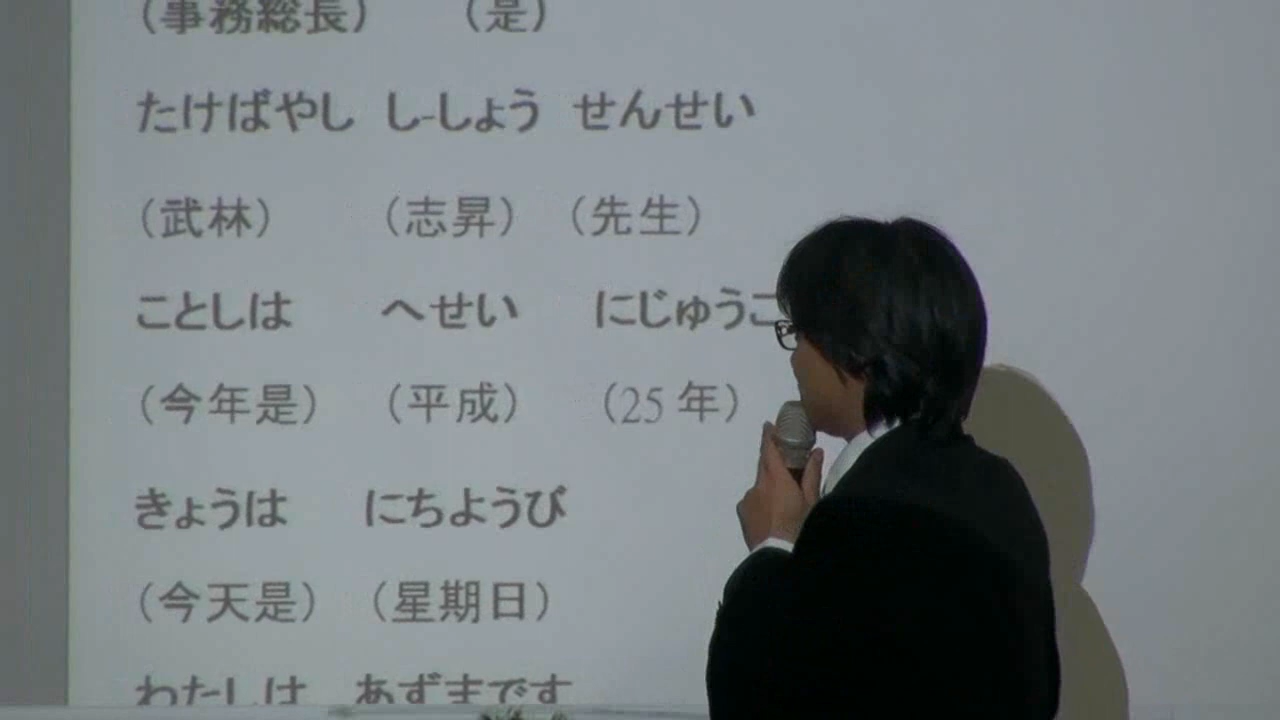 （事務総長） （是）
たけばやし し-しょう せんせい
（武林） （志昇） （先生）
ことしは へせい にじゅうご
（今年是） （平成） （25 年）
きょうは にちようび
（今天是） （星期日）
わたしは あずまです